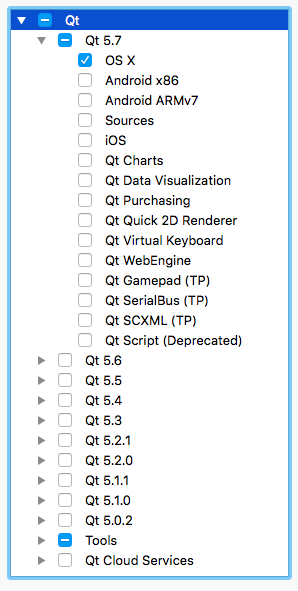 Qt
Qt 5.7
OS X
Android x86
Android ARMv7
Sources
iOS
Qt Charts
Qt Data Visualization
Qt Purchasing
Qt Quick 2D Renderer
Qt Virtual Keyboard
Qt WebEngine
Qt Gamepad (TP)
Qt SerialBus (TP)
Qt SCXML (TP)
Qt Script (Deprecated)
Qt 5.6
Qt 5.5
Qt 5.4
Qt 5.3
Qt 5.2.1
Qt 5.2.0
Qt 5.1.1
Qt 5.1.0
Qt 5.0.2
Tools
Qt Cloud Services